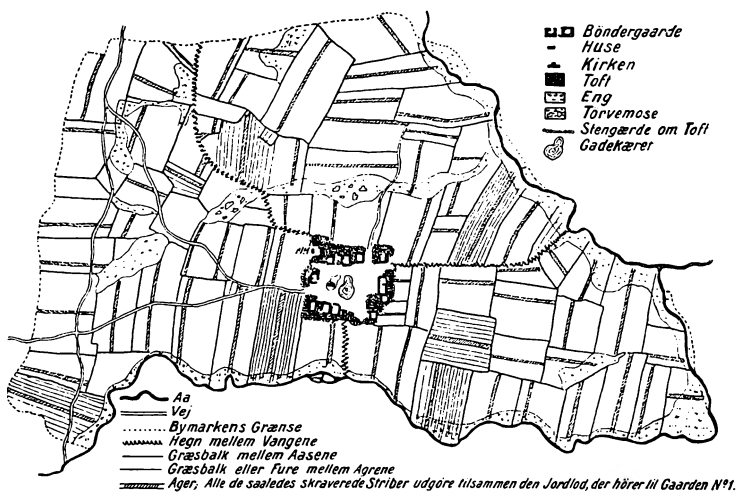 Böndergaarde
Huse
Kirken
Toft
Eng
Torvemose
Stengærde om Toft
Gadekæret
Aa
Vej
Bymarkens Grænse
Hegn mellem Vangene
Græsbalk mellem Aasene
Græsbalk eller Fure mellem Agrene
Ager; Alle de saaledes skraverede Striber udgöre tilsammen den Jordlod, der hörer til Gaarden Nº1.